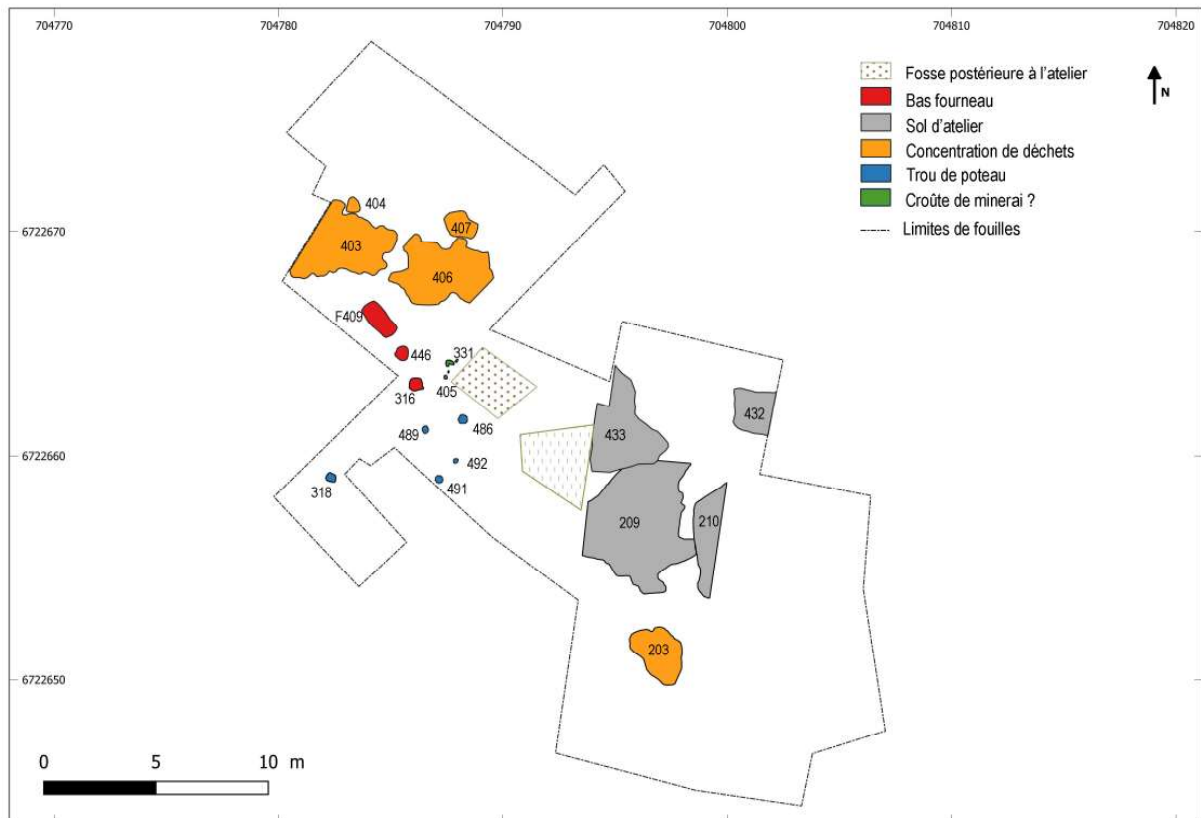 704770 704780 704790 704800 704810 704820
6722670
6722660
6722650
Fosse postérieure à l'atelier
Bas fourneau
Sol d'atelier
Concentration de déchets
Trou de poteau
Croûte de minerai ?
Limites de fouilles
N
404
403
407
406
F409
446
331
405
316
489
486
492
318
491
433
432
209
210
203
0 5 10 m